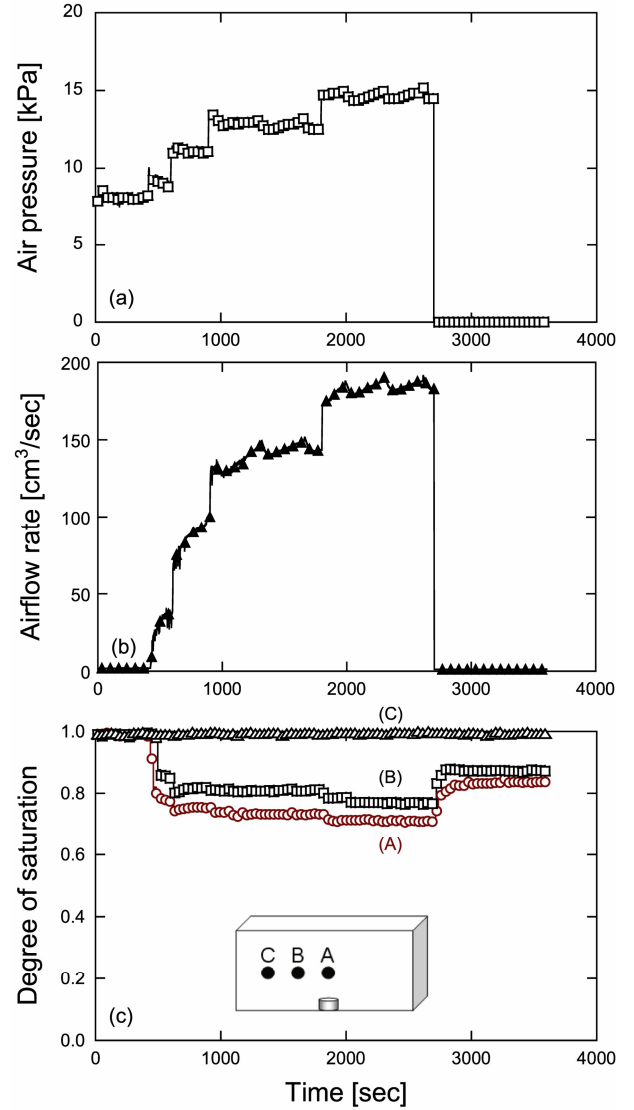 20
15
10
5
0
Air pressure [kPa]
(a)
0 1000 2000 3000 4000
200
150
100
50
0
Airflow rate [cm³/sec]
(b)
0 1000 2000 3000 4000
(C)
1.0
0.8
0.6
0.4
0.2
0.0
Degree of saturation
(B)
(A)
C B A
(c)
0 1000 2000 3000 4000
Time [sec]